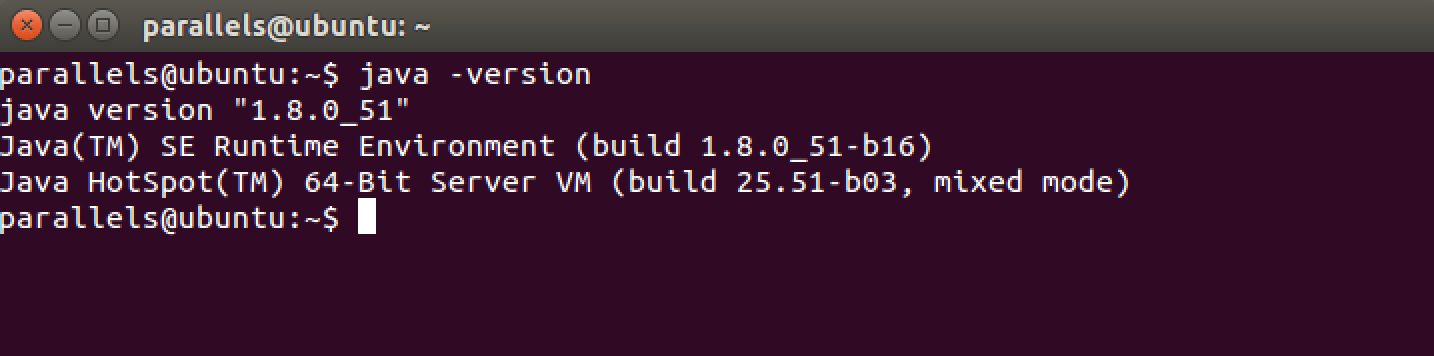 parallels@ubuntu: ~
parallels@ubuntu:~$ java -version
java version "1.8.0_51"
Java(TM) SE Runtime Environment (build 1.8.0_51-b16)
Java HotSpot(TM) 64-Bit Server VM (build 25.51-b03, mixed mode)
parallels@ubuntu:~$